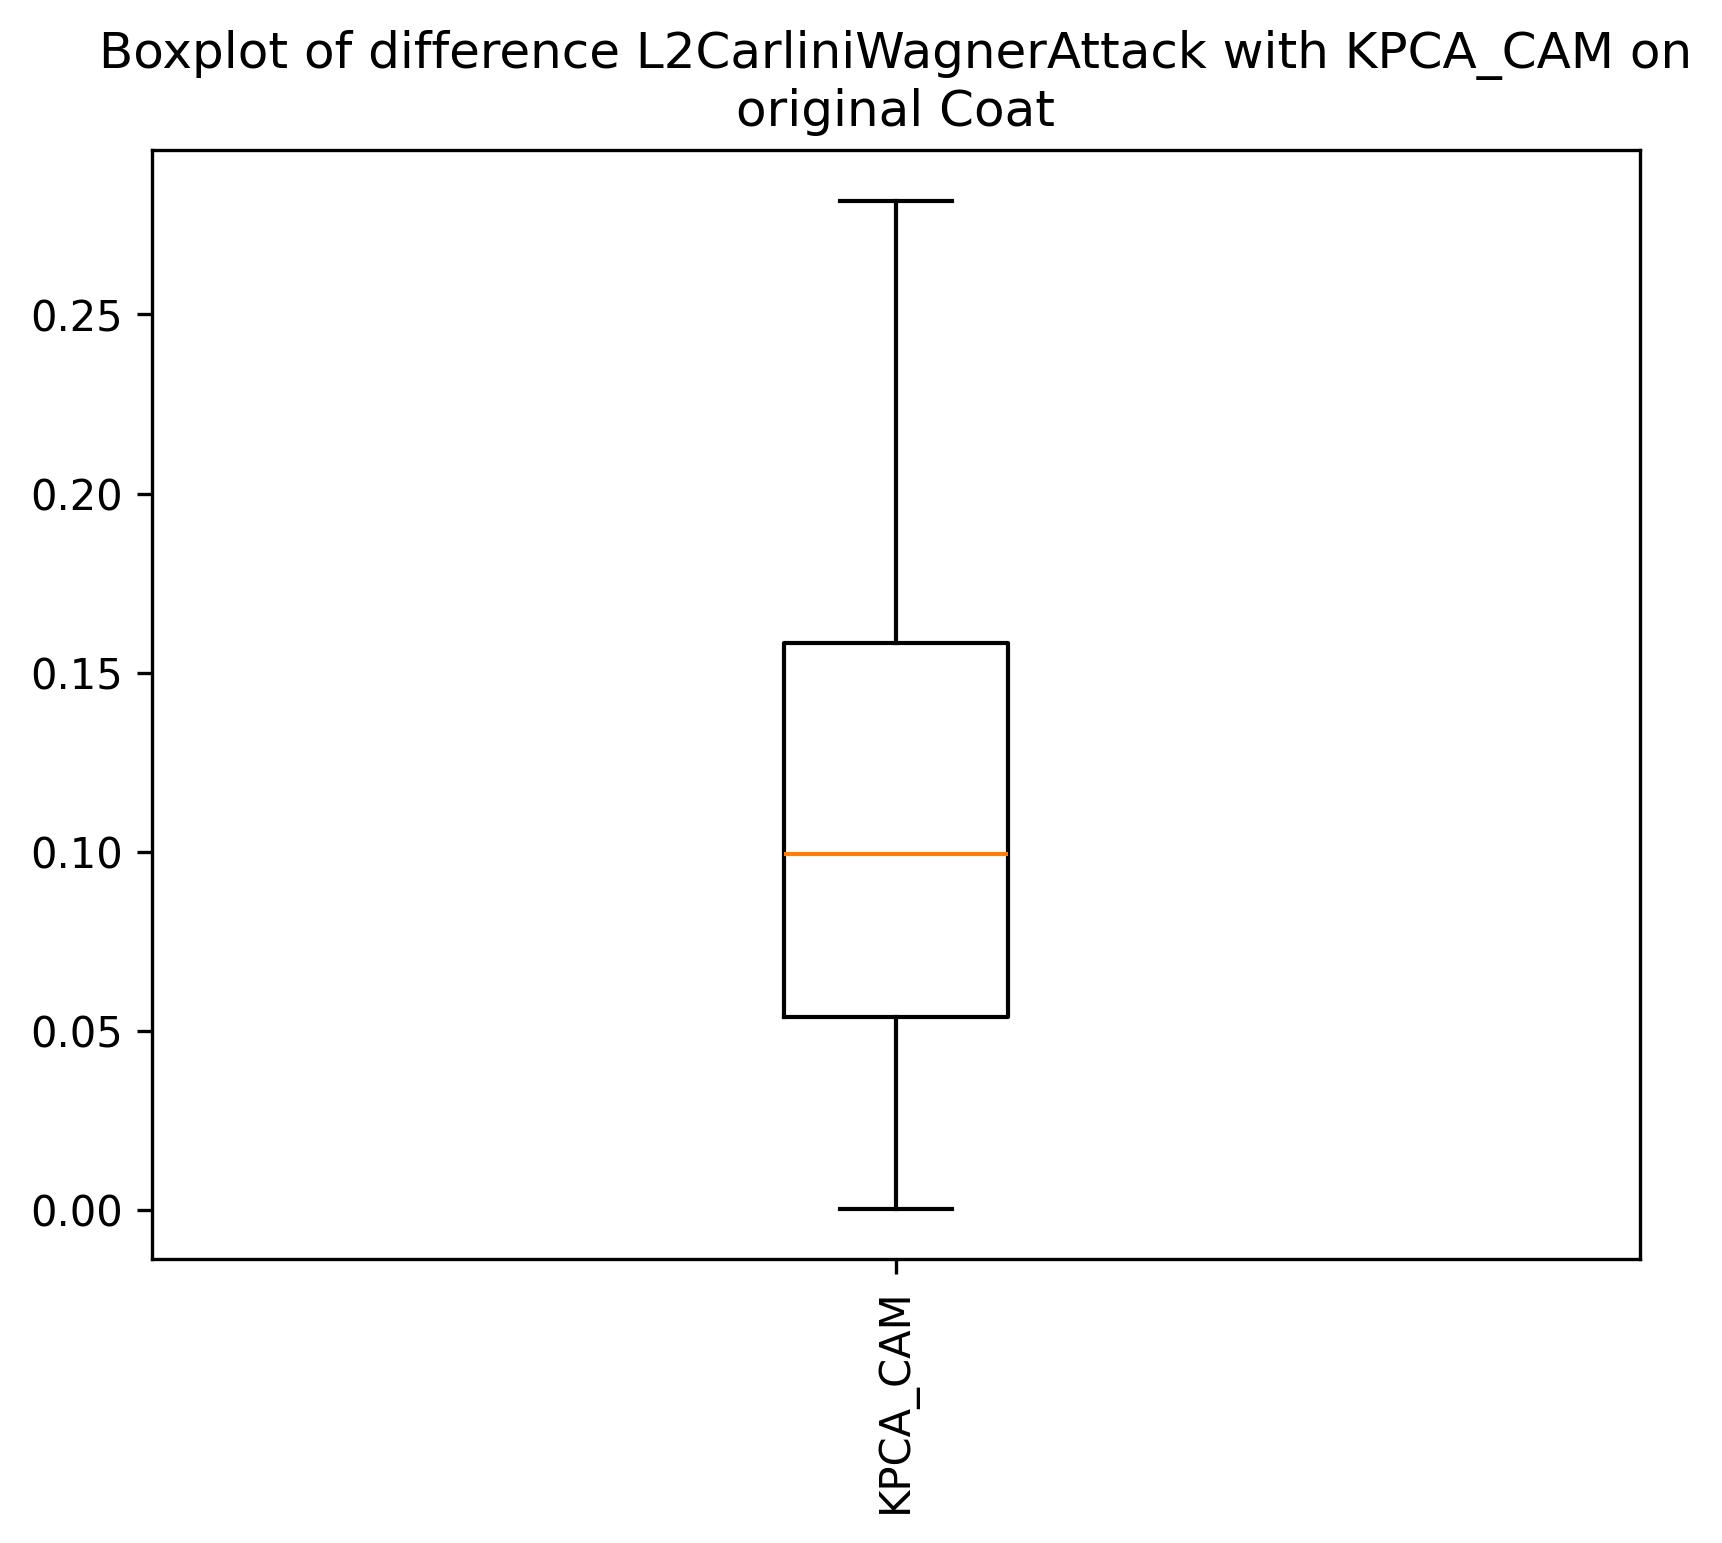 Boxplot of difference L2CarliniWagnerAttack with KPCA_CAM on
original Coat
0.25
0.20
0.15
0.10
0.05
0.00
KPCA_CAM